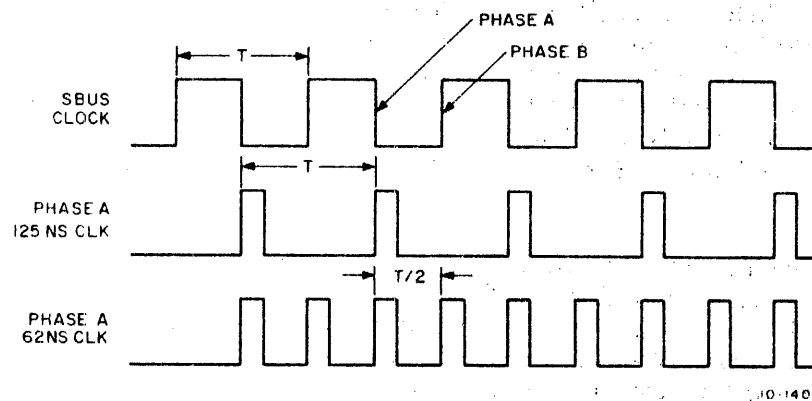 PHASE A
PHASE B
T
SBUS
CLOCK
T
PHASE A
125 NS CLK
T/2
PHASE A
62NS CLK
10-140